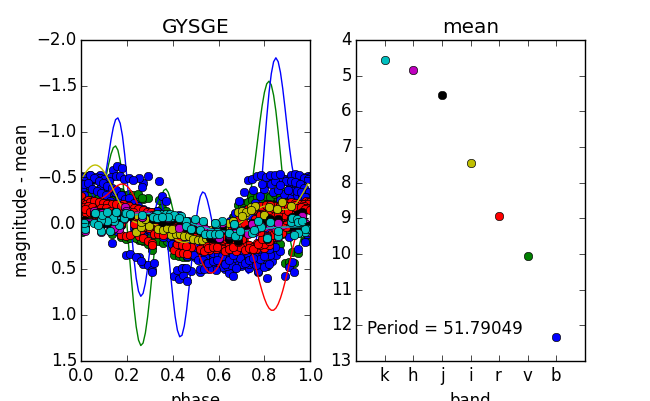 GYSGE
mean
magnitude - mean
−2.0
−1.5
−1.0
−0.5
0.0
0.5
1.0
1.5
0.0 0.2 0.4 0.6 0.8 1.0
phase
4
5
6
7
8
9
10
11
12
13
Period = 51.79049
k h j i r v b
band